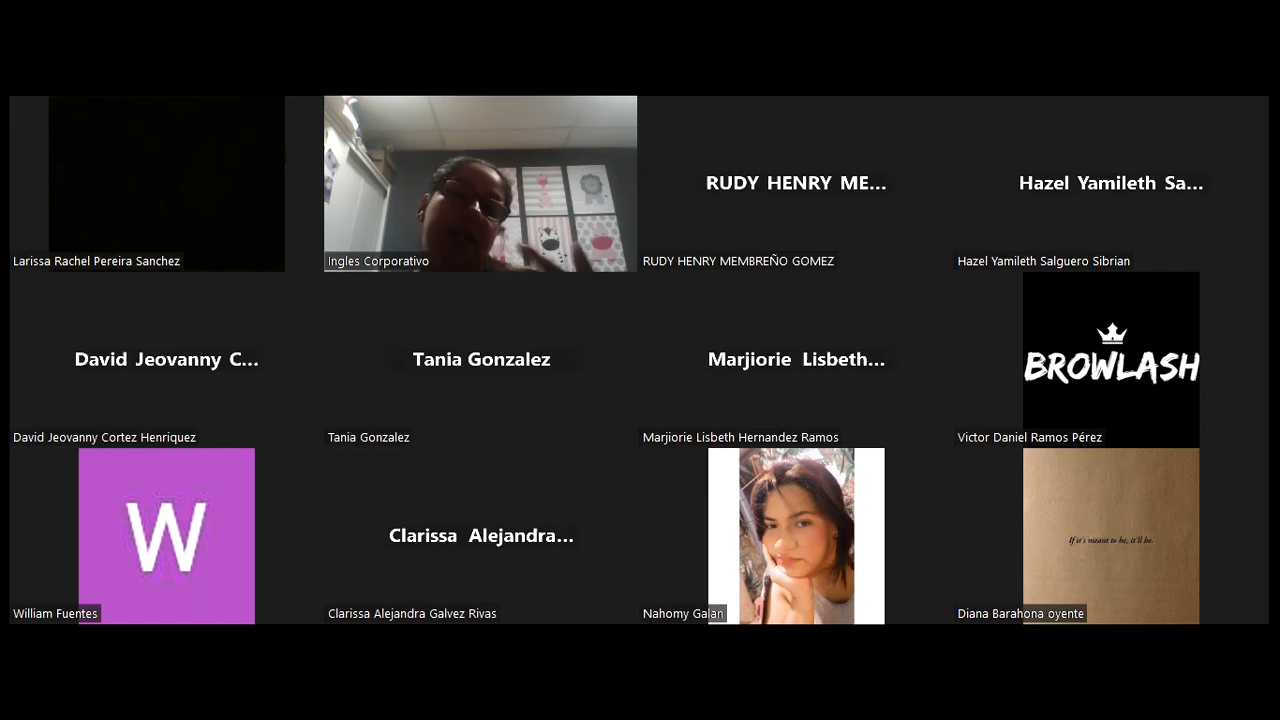 Larissa Rachel Pereira Sanchez
Ingles Corporativo
RUDY HENRY ME...
RUDY HENRY MEMBREÑO GOMEZ
Hazel Yamileth Sa...
Hazel Yamileth Salguero Sibrian
David Jeovanny C...
David Jeovanny Cortez Henriquez
Tania Gonzalez
Tania Gonzalez
Marjiorie Lisbeth...
Marjiorie Lisbeth Hernandez Ramos
BROWLASH
Victor Daniel Ramos Pérez
W
William Fuentes
Clarissa Alejandra...
Clarissa Alejandra Galvez Rivas
Nahomy Galan
If it's meant to be, it'll be.
Diana Barahona oyente